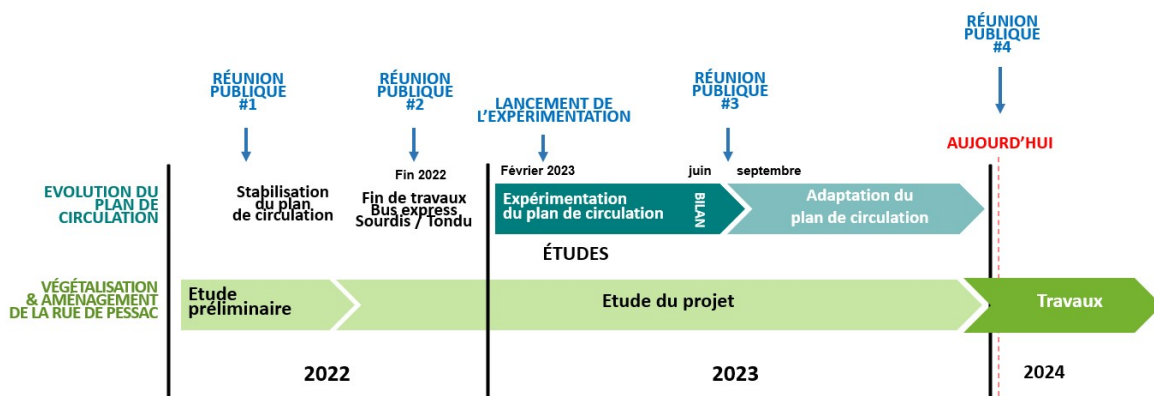 RÉUNION
PUBLIQUE
#1
RÉUNION
PUBLIQUE
#2
LANCEMENT DE
L'EXPÉRIMENTATION
RÉUNION
PUBLIQUE
#3
RÉUNION
PUBLIQUE
#4
AUJOURD'HUI
EVOLUTION DU
PLAN DE
CIRCULATION
Stabilisation
du plan
de circulation
Fin 2022
Fin de travaux
Bus express
Sourdis / Tondu
Février 2023
Expérimentation
du plan de circulation
juin
BILAN
septembre
Adaptation du
plan de circulation
ÉTUDES
VÉGÉTALISATION
& AMÉNAGEMENT
DE LA RUE DE PESSAC
Etude
préliminaire
Etude du projet
Travaux
2022
2023
2024